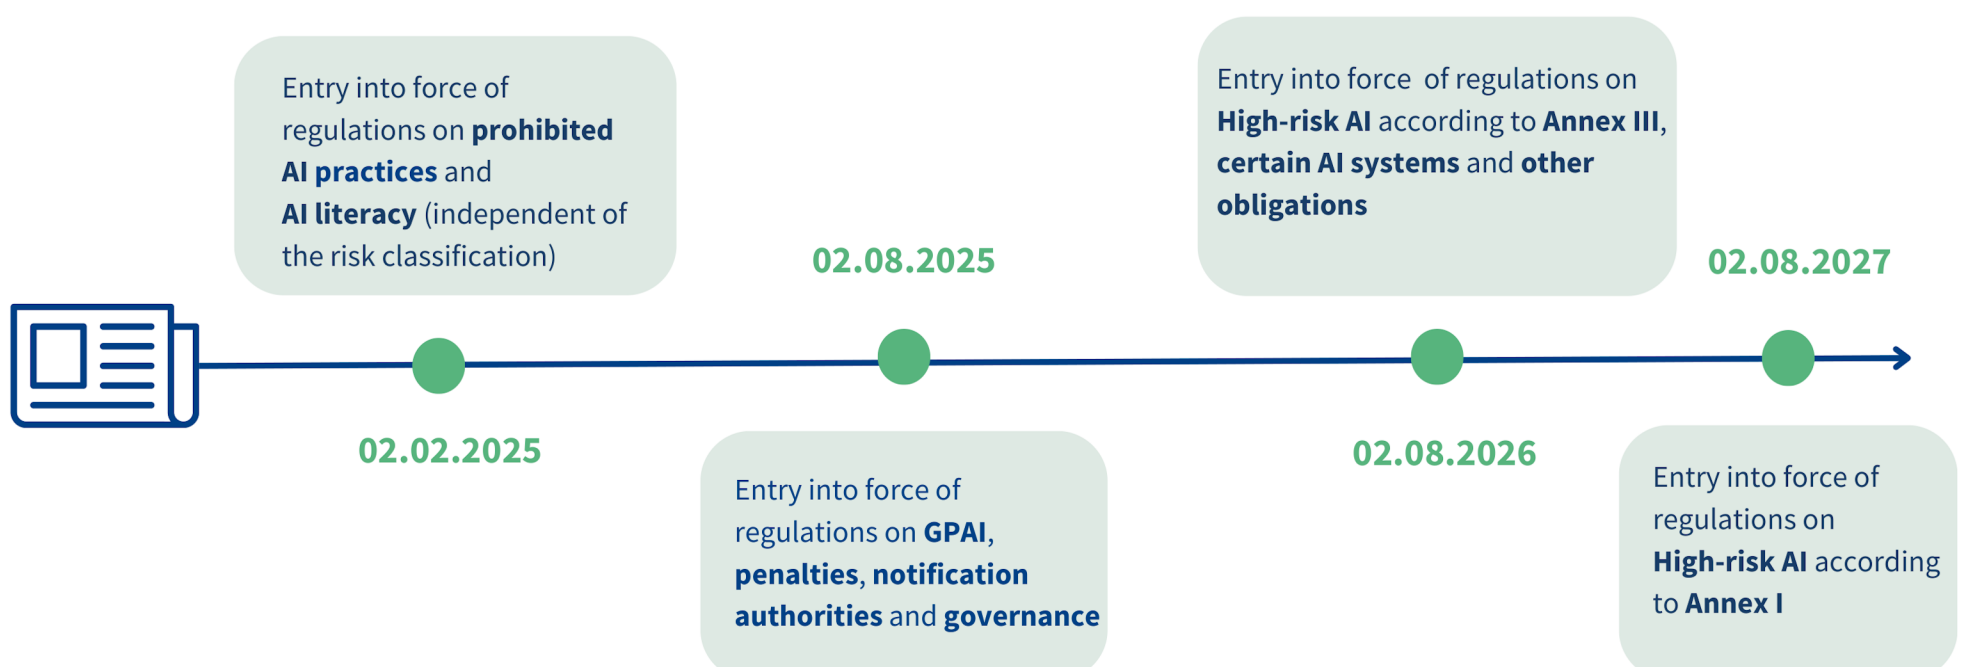 Entry into force of
regulations on prohibited
AI practices and
AI literacy (independent of
the risk classification)
02.02.2025
02.08.2025
Entry into force of
regulations on GPAI,
penalties, notification
authorities and governance
Entry into force  of regulations on
High-risk AI according to Annex III,
certain AI systems and other
obligations
02.08.2026
02.08.2027
Entry into force of
regulations on
High-risk AI according
to Annex I